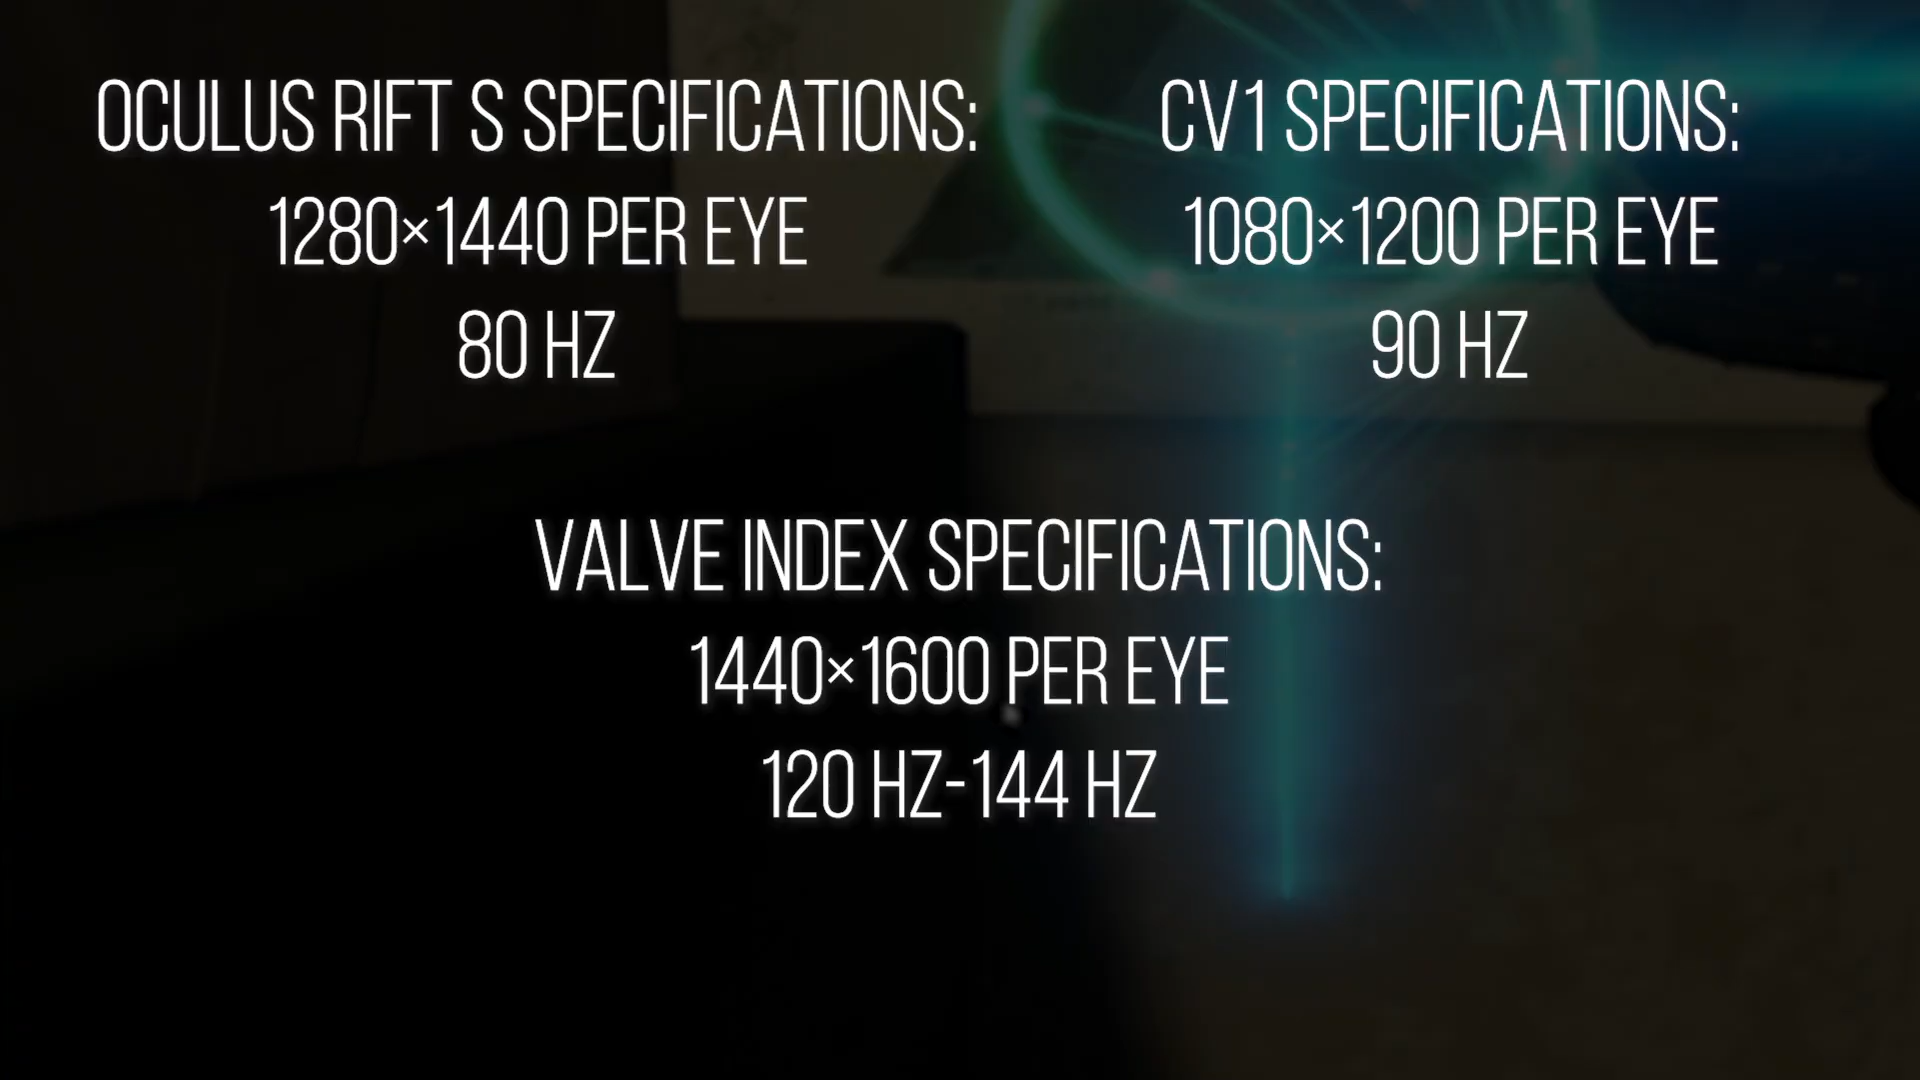 OCULUS RIFT S SPECIFICATIONS:
1280×1440 PER EYE
80 HZ
CV1 SPECIFICATIONS:
1080×1200 PER EYE
90 HZ
VALVE INDEX SPECIFICATIONS:
1440×1600 PER EYE
120 HZ-144 HZ